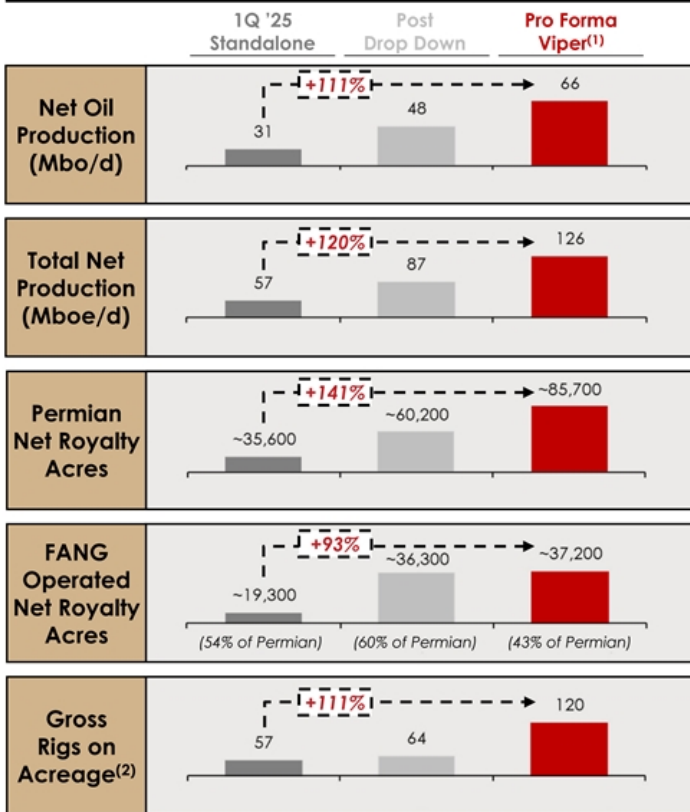 1Q '25
Standalone
Post
Drop Down
Pro Forma
Viper(1)
Net Oil
Production
(Mbo/d)
+111%
31
48
66
Total Net
Production
(Mboe/d)
+120%
57
87
126
Permian
Net Royalty
Acres
+141%
~35,600
~60,200
~85,700
FANG
Operated
Net Royalty
Acres
+93%
~19,300
~36,300
~37,200
(54% of Permian)
(60% of Permian)
(43% of Permian)
Gross
Rigs on
Acreage(2)
+111%
57
64
120